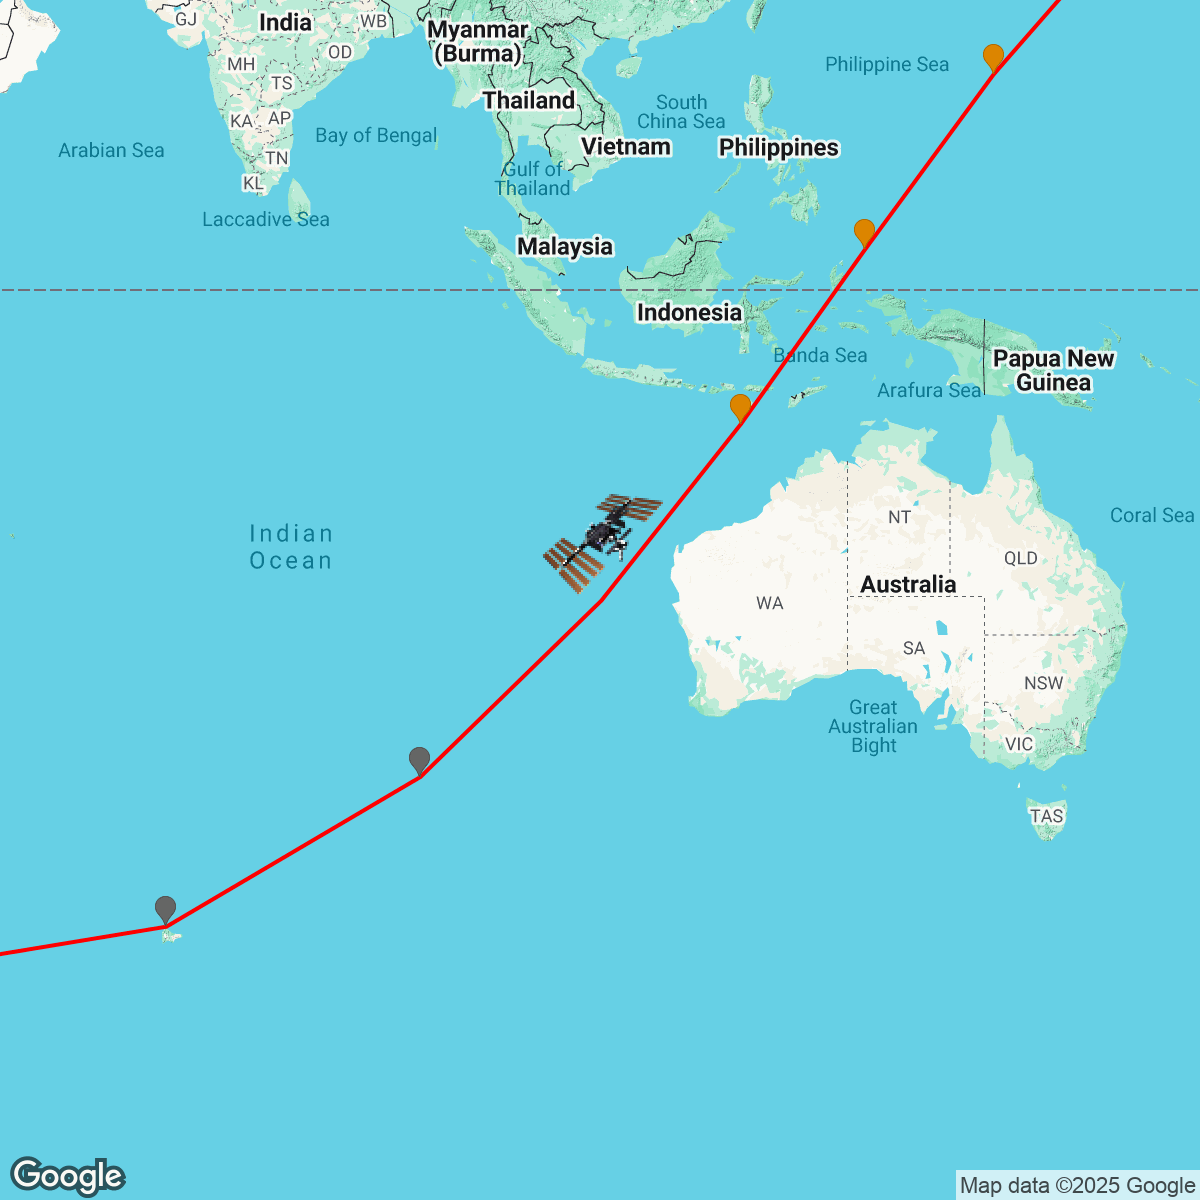 GJ
India
WB
Myanmar
(Burma)
OD
MH
TS
Philippine Sea
Thailand
South
China Sea
KA
AP
Bay of Bengal
Arabian Sea
Vietnam
Philippines
TN
KL
Gulf of
Thailand
Laccadive Sea
Malaysia
Indonesia
Banda Sea
Papua New
Guinea
Arafura Sea
Indian
Ocean
NT
Coral Sea
QLD
Australia
WA
SA
NSW
Great
Australian
Bight
VIC
TAS
Google
Map data ©2025 Google